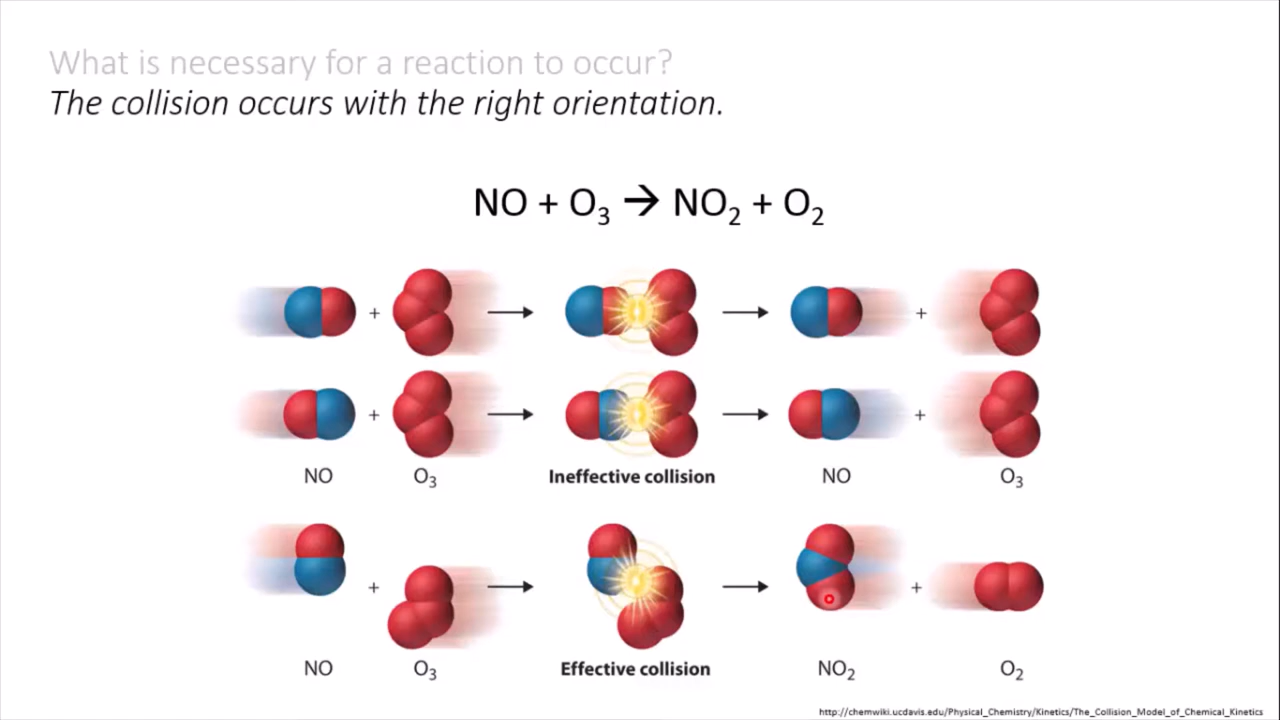 What is necessary for a reaction to occur?
The collision occurs with the right orientation.
NO + O₃ → NO₂ + O₂
+ +
+ +
NO O₃ Ineffective collision NO O₃
+ +
NO O₃ Effective collision NO₂ O₂
http://chemwiki.ucdavis.edu/Physical_Chemistry/Kinetics/The_Collision_Model_of_Chemical_Kinetics